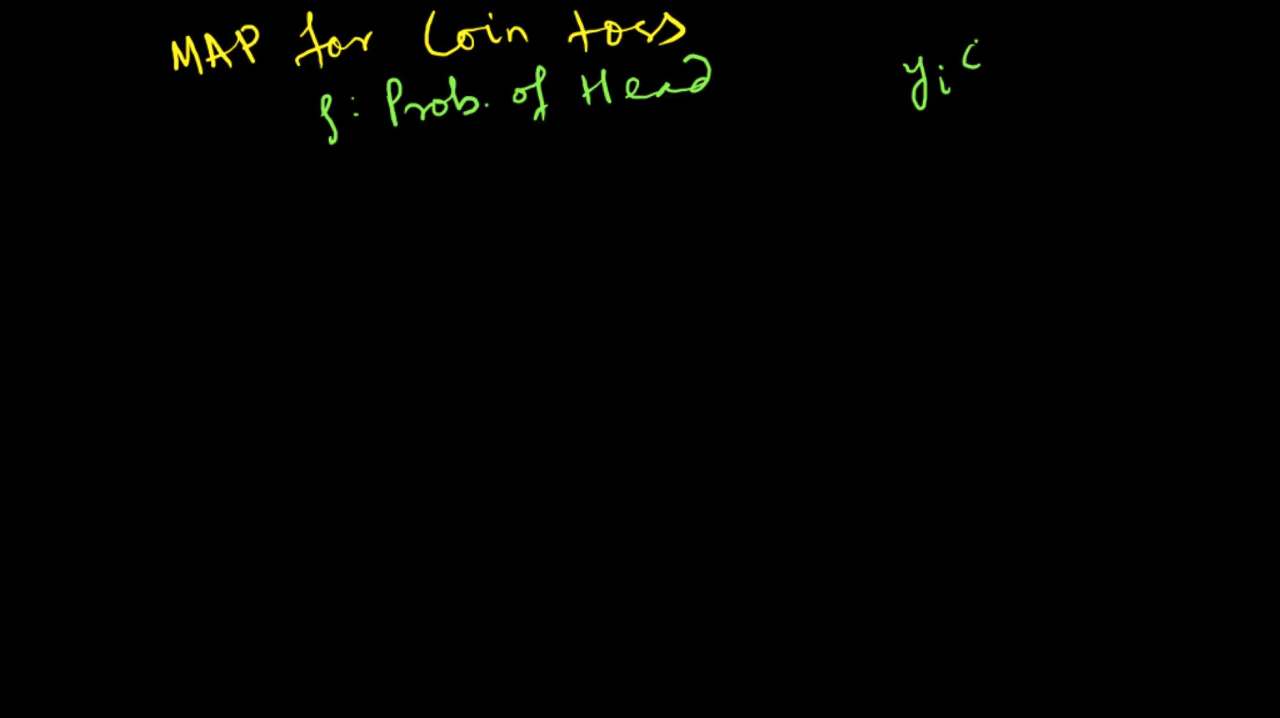 MAP for Coin toss
ρ: Prob. of Head
yi